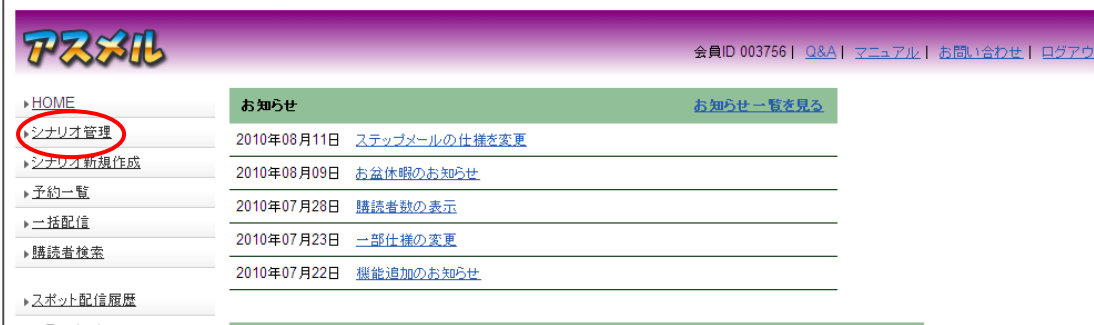 アスメル
会員ID 003756 | Q&A | マニュアル | お問い合わせ | ログアウ
HOME
シナリオ管理
シナリオ新規作成
予約一覧
一括配信
購読者検索
スポット配信履歴
お知らせ お知らせ一覧を見る
2010年08月11日 ステップメールの仕様を変更
2010年08月09日 お盆休暇のお知らせ
2010年07月28日 購読者数の表示
2010年07月23日 一部仕様の変更
2010年07月22日 機能追加のお知らせ